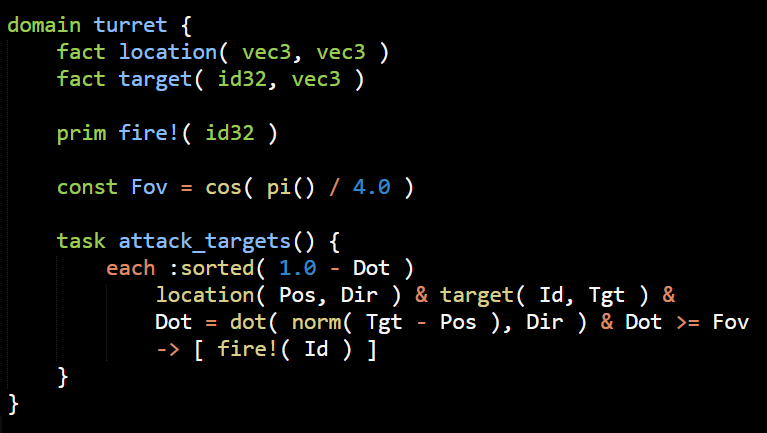 domain turret {
    fact location( vec3, vec3 )
    fact target( id32, vec3 )

    prim fire!( id32 )

    const Fov = cos( pi() / 4.0 )

    task attack_targets() {
        each :sorted( 1.0 - Dot )
            location( Pos, Dir ) & target( Id, Tgt ) &
            Dot = dot( norm( Tgt - Pos ), Dir ) & Dot >= Fov
            -> [ fire!( Id ) ]
    }
}